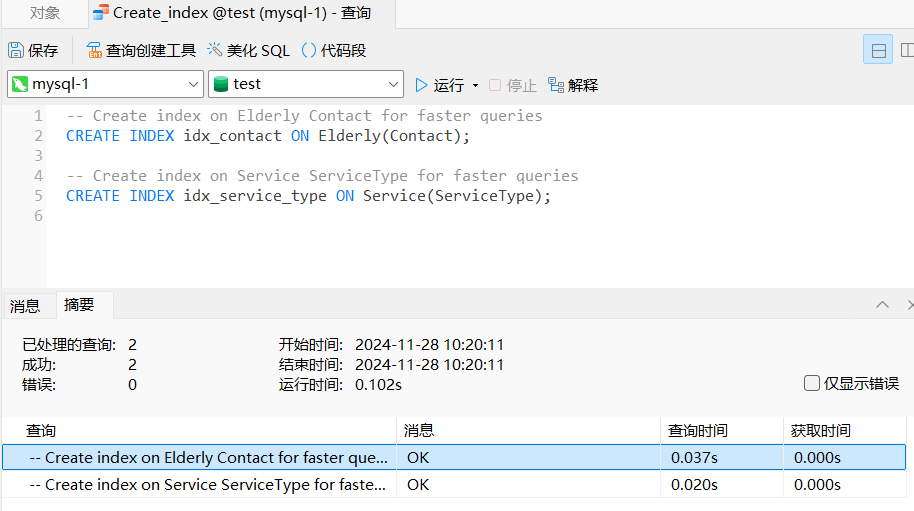 对象 Create_index @test (mysql-1) - 查询
保存 查询创建工具 美化 SQL () 代码段
mysql-1 test 运行 停止 解释
1 -- Create index on Elderly Contact for faster queries
2 CREATE INDEX idx_contact ON Elderly(Contact);
3
4 -- Create index on Service ServiceType for faster queries
5 CREATE INDEX idx_service_type ON Service(ServiceType);
6
消息 摘要
已处理的查询: 2 开始时间: 2024-11-28 10:20:11
成功: 2 结束时间: 2024-11-28 10:20:11
错误: 0 运行时间: 0.102s 仅显示错误
查询 消息 查询时间 获取时间
-- Create index on Elderly Contact for faster que... OK 0.037s 0.000s
-- Create index on Service ServiceType for faste... OK 0.020s 0.000s